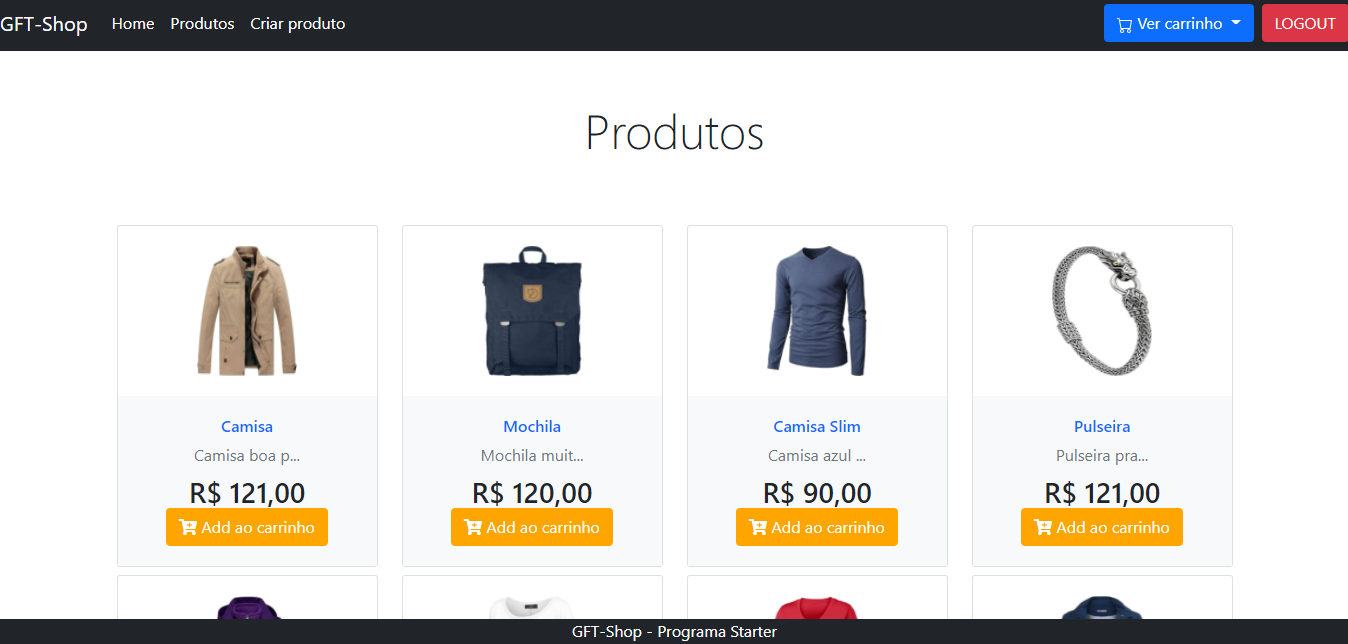 GFT-Shop Home Produtos Criar produto Ver carrinho LOGOUT
Produtos
Camisa
Camisa boa p...
R$ 121,00
Add ao carrinho
Mochila
Mochila muit...
R$ 120,00
Add ao carrinho
Camisa Slim
Camisa azul ...
R$ 90,00
Add ao carrinho
Pulseira
Pulseira pra...
R$ 121,00
Add ao carrinho
GFT-Shop - Programa Starter